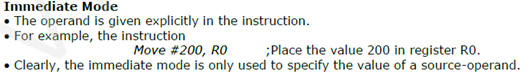 Immediate Mode
• The operand is given explicitly in the instruction.
• For example, the instruction
Move #200, R0 ;Place the value 200 in register R0.
• Clearly, the immediate mode is only used to specify the value of a source-operand.